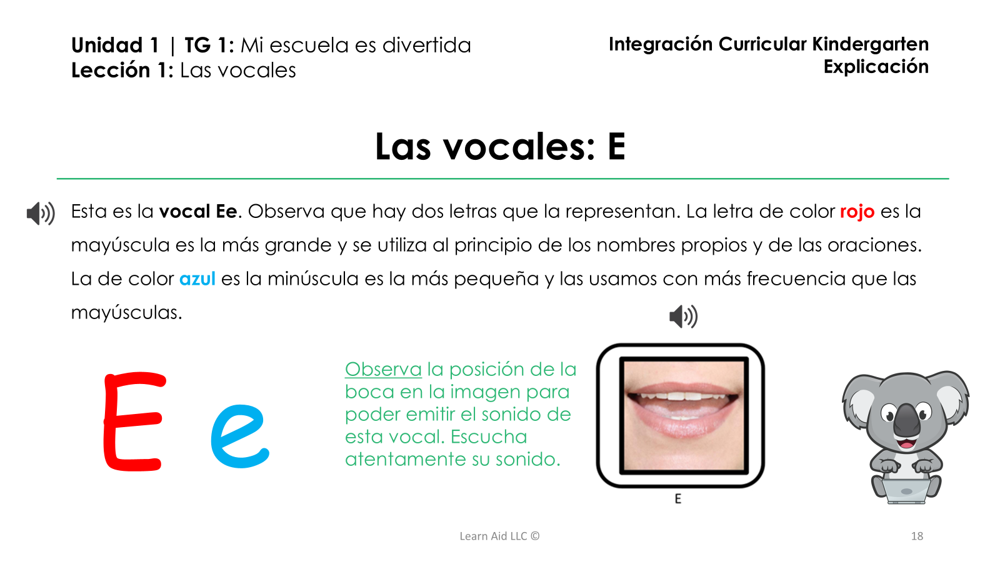 Unidad 1 | TG 1: Mi escuela es divertida
Lección 1: Las vocales
Integración Curricular Kindergarten
Explicación
Las vocales: E
Esta es la vocal Ee. Observa que hay dos letras que la representan. La letra de color rojo es la
mayúscula es la más grande y se utiliza al principio de los nombres propios y de las oraciones.
La de color azul es la minúscula es la más pequeña y las usamos con más frecuencia que las
mayúsculas.
E e
Observa la posición de la
boca en la imagen para
poder emitir el sonido de
esta vocal. Escucha
atentamente su sonido.
E
Learn Aid LLC ©
18